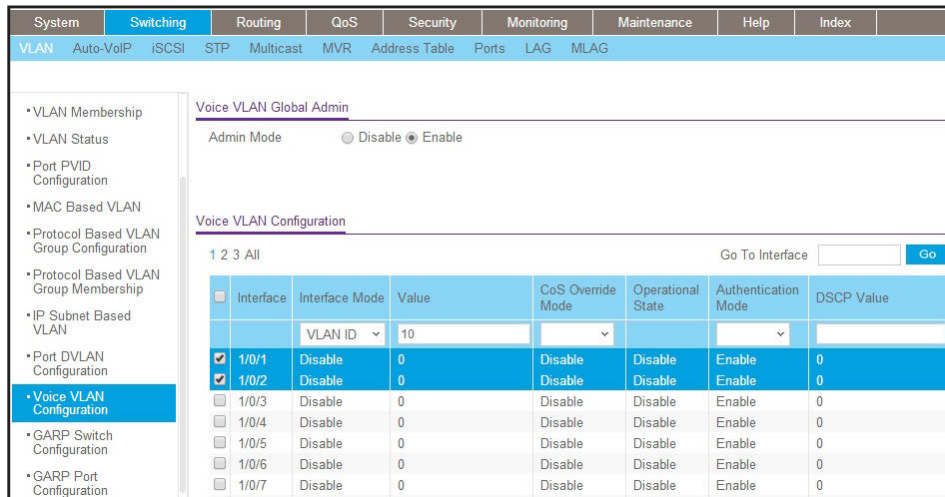 System Switching Routing QoS Security Monitoring Maintenance Help Index
VLAN Auto-VoIP iSCSI STP Multicast MVR Address Table Ports LAG MLAG
VLAN Membership
VLAN Status
Port PVID
Configuration
MAC Based VLAN
Protocol Based VLAN
Group Configuration
Protocol Based VLAN
Group Membership
IP Subnet Based
VLAN
Port DVLAN
Configuration
Voice VLAN
Configuration
GARP Switch
Configuration
GARP Port
Configuration
Voice VLAN Global Admin
Admin Mode Disable Enable
Voice VLAN Configuration
1 2 3 All Go To Interface Go
Interface Interface Mode Value CoS Override Mode Operational State Authentication Mode DSCP Value
VLAN ID 10
1/0/1 Disable 0 Disable Disable Enable 0
1/0/2 Disable 0 Disable Disable Enable 0
1/0/3 Disable 0 Disable Disable Enable 0
1/0/4 Disable 0 Disable Disable Enable 0
1/0/5 Disable 0 Disable Disable Enable 0
1/0/6 Disable 0 Disable Disable Enable 0
1/0/7 Disable 0 Disable Disable Enable 0